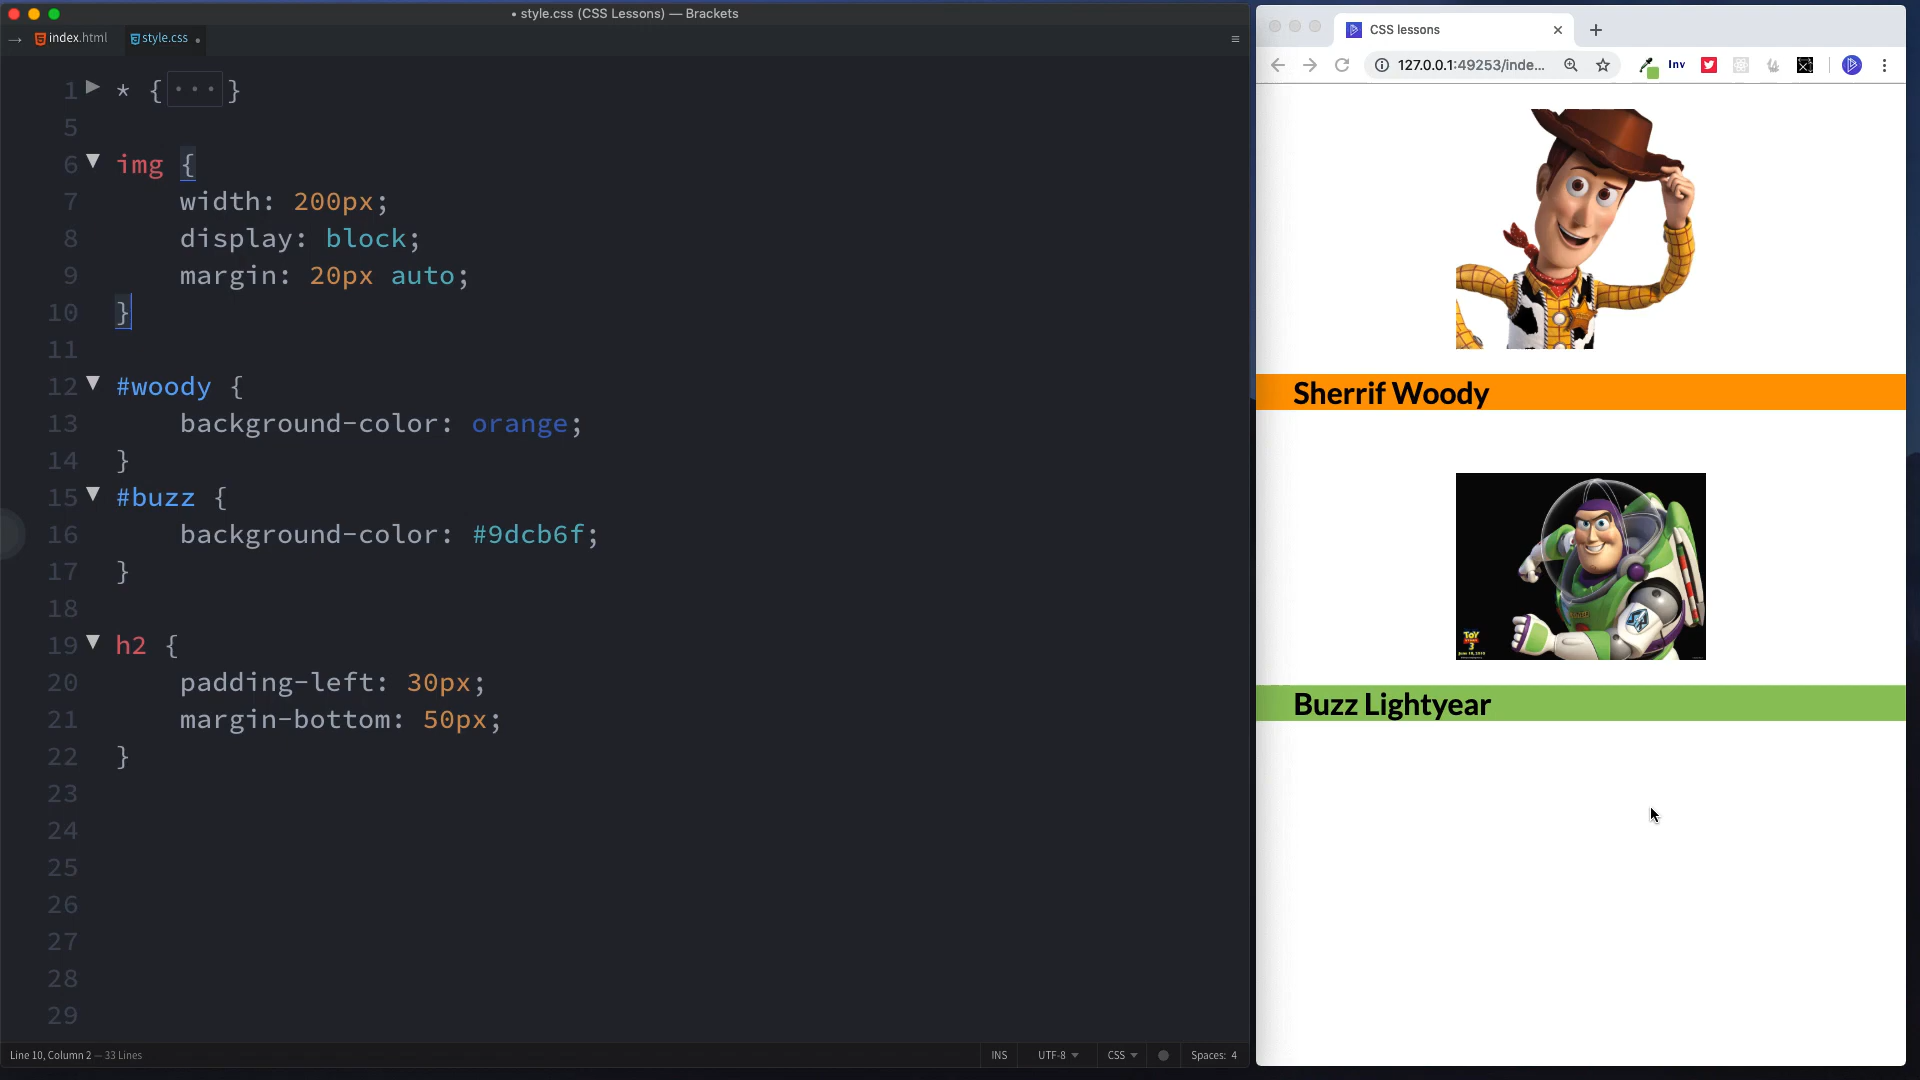 • style.css (CSS Lessons) — Brackets
index.html
style.css
1 * {...}
5
6 img {
7 width: 200px;
8 display: block;
9 margin: 20px auto;
10 }
11
12 #woody {
13 background-color: orange;
14 }
15 #buzz {
16 background-color: #9dcb6f;
17 }
18
19 h2 {
20 padding-left: 30px;
21 margin-bottom: 50px;
22 }
23
24
25
26
27
28
29
Line 10, Column 2 — 33 Lines
INS
UTF-8
CSS
Spaces: 4
CSS lessons
127.0.0.1:49253/inde...
Inv
Sherrif Woody
TOY
STORY
3
Buzz Lightyear